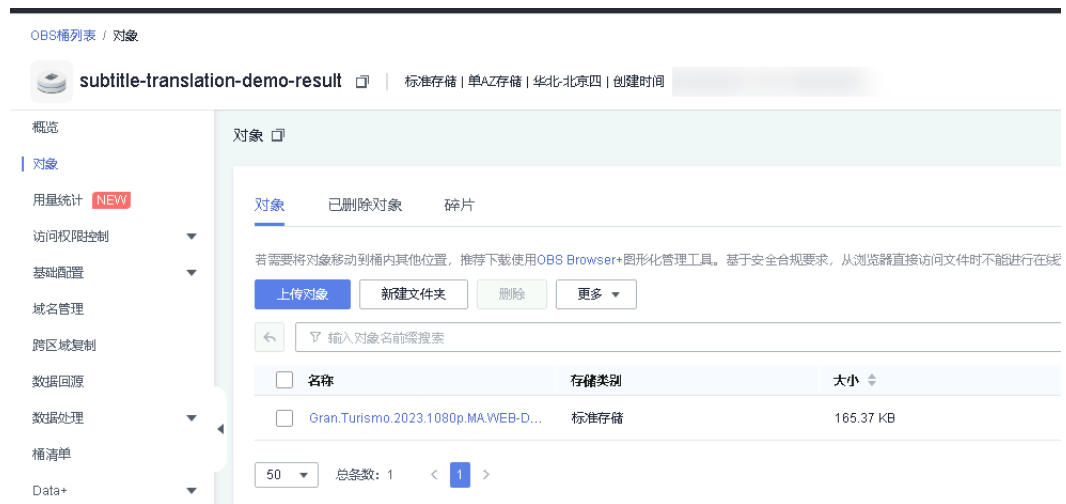 OBS桶列表 / 对象
subtitle-translation-demo-result
标准存储 | 单AZ存储 | 华北-北京四 | 创建时间
概览
对象
用量统计 NEW
访问权限控制
基础配置
域名管理
跨区域复制
数据回源
数据处理
桶清单
Data+
对象
对象 已删除对象 碎片
若需要将对象移动到桶内其他位置，推荐下载使用OBS Browser+图形化管理工具。基于安全合规要求，从浏览器直接访问文件时不能进行在线
上传对象 新建文件夹 删除 更多
输入对象名前缀搜索
名称 存储类别 大小
Gran.Turismo.2023.1080p.MA.WEB-D... 标准存储 165.37 KB
50 总条数: 1 < 1 >